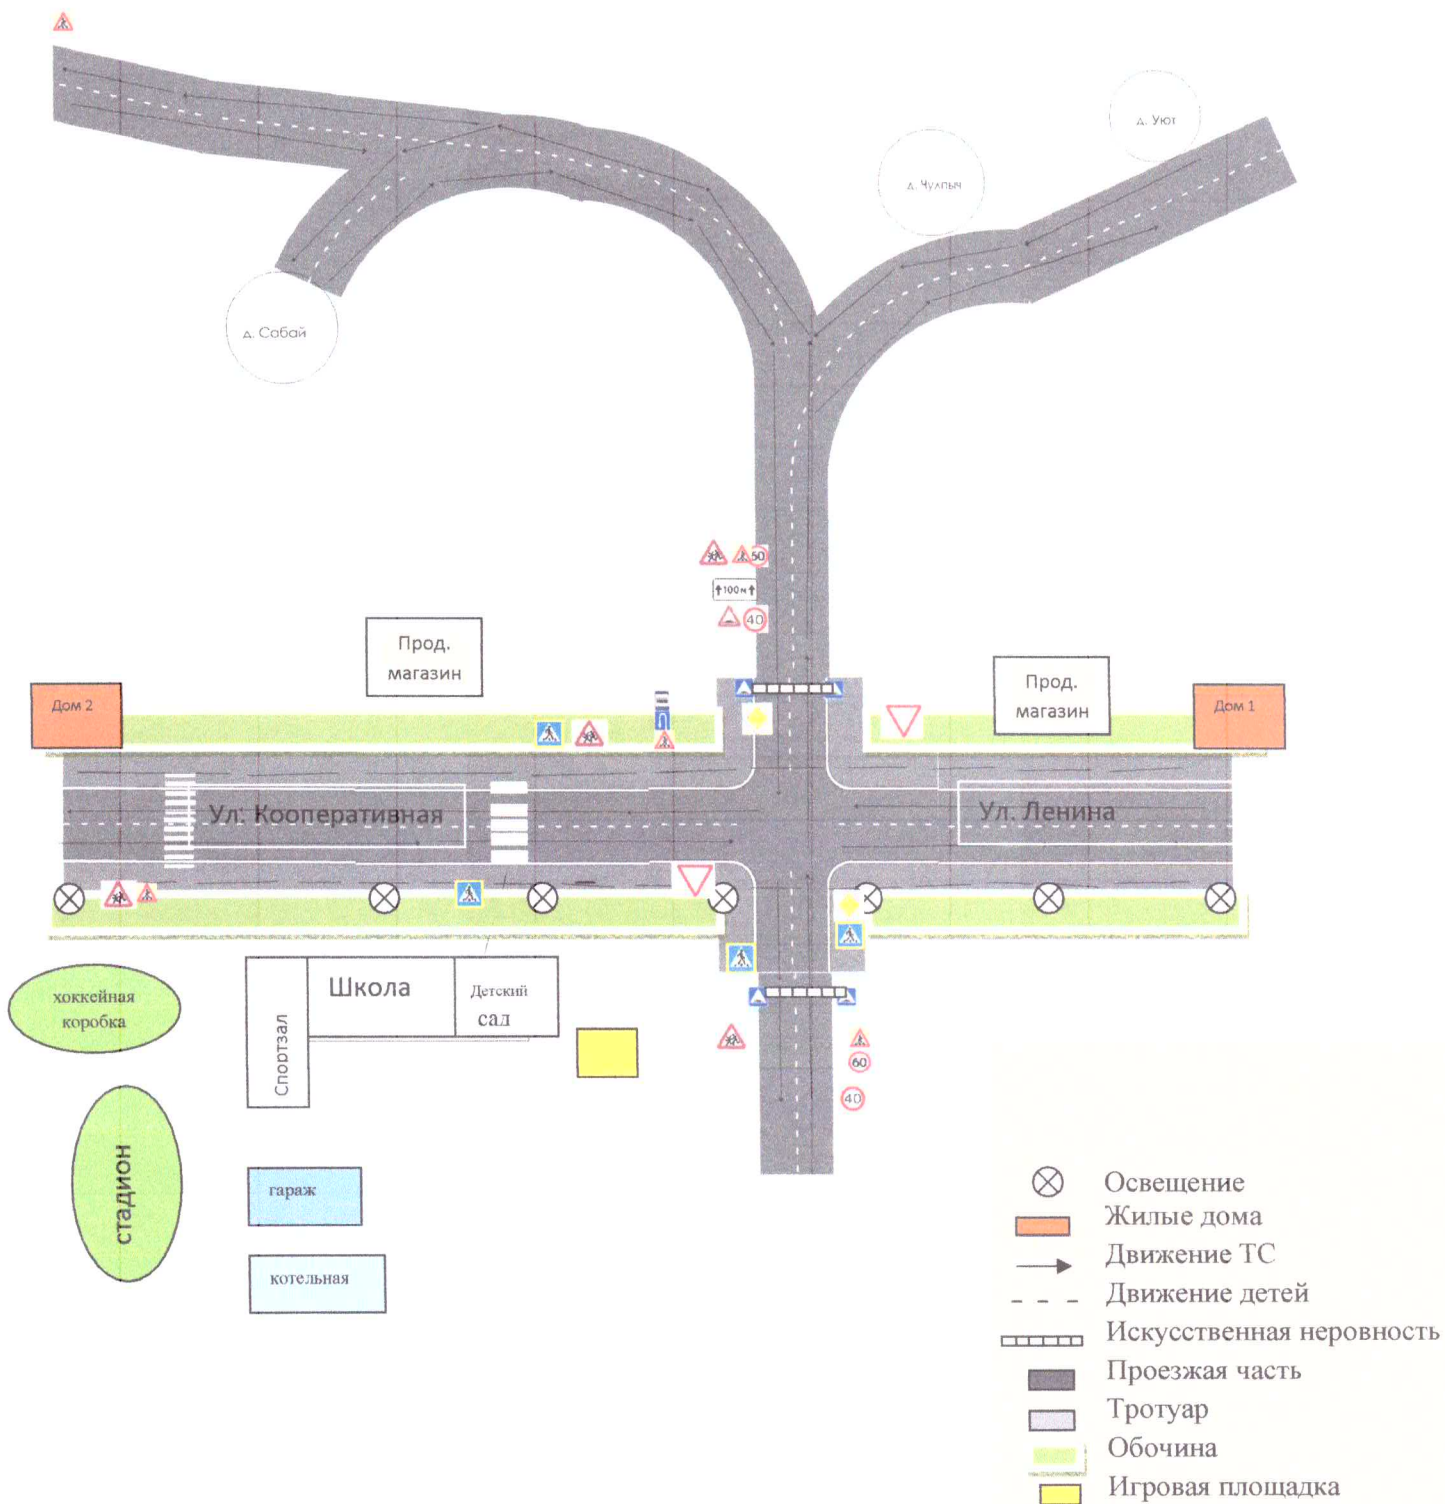 д. Уют
д. Чулпыч
д. Сабай
50
↑100м↑
40
Прод.
магазин
Прод.
магазин
Дом 2
Дом 1
Ул. Кооперативная
Ул. Ленина
хоккейная
коробка
Спортзал
Школа
Детский
сад
60
40
стадион
гараж
котельная
Освещение
Жилые дома
Движение ТС
Движение детей
Искусственная неровность
Проезжая часть
Тротуар
Обочина
Игровая площадка